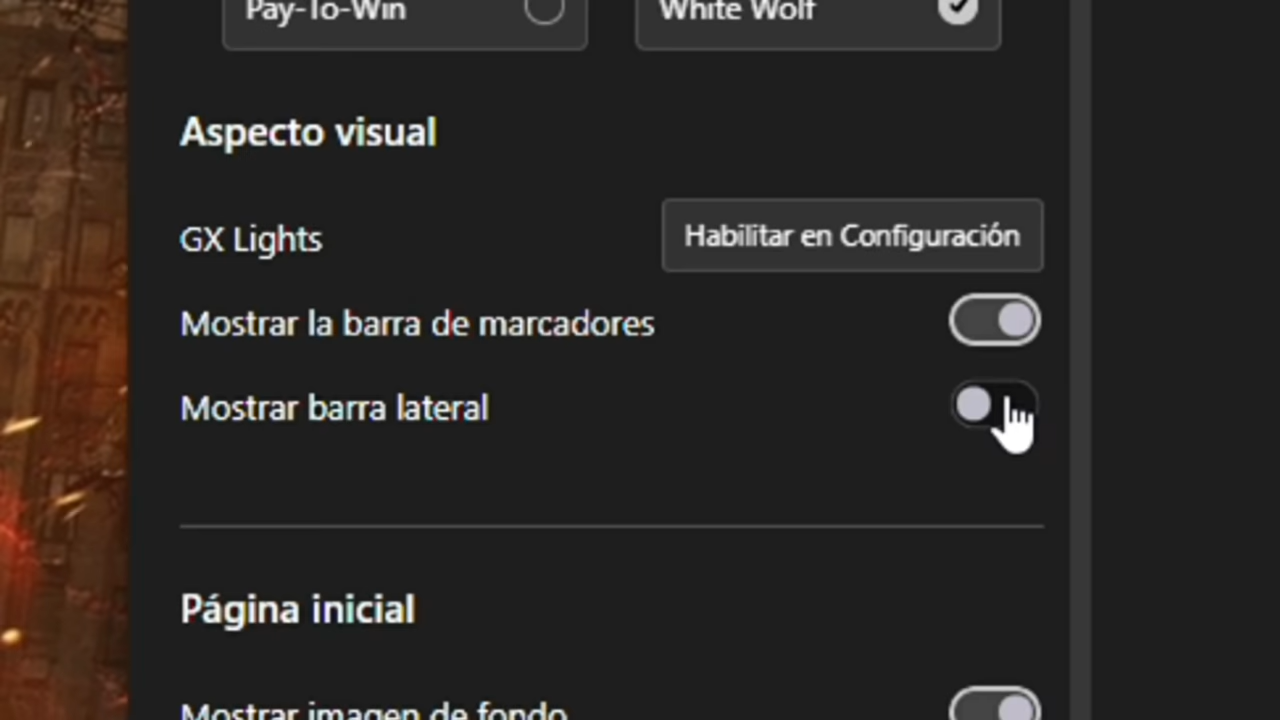 Pay-To-Win
White Wolf
Aspecto visual
GX Lights
Habilitar en Configuración
Mostrar la barra de marcadores
Mostrar barra lateral
Página inicial
Mostrar imagen de fondo